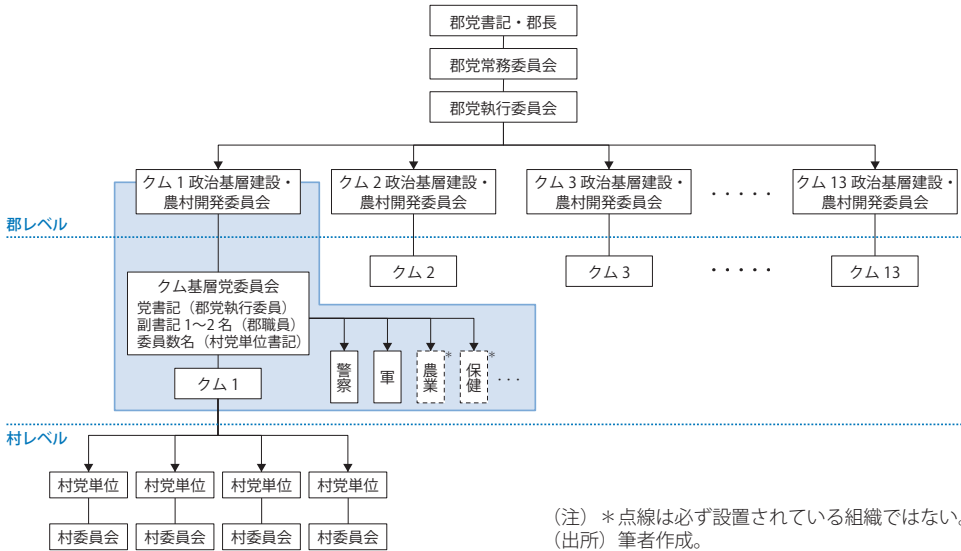 郡党書記・郡長
郡党常務委員会
郡党執行委員会
クム 1 政治基層建設・
農村開発委員会
クム 2 政治基層建設・
農村開発委員会
クム 3 政治基層建設・
農村開発委員会
・・・・・
クム 13 政治基層建設・
農村開発委員会
郡レベル
クム 2
クム 3
・・・・・
クム 13
クム基層党委員会
党書記（郡党執行委員）
副書記 1〜2 名（郡職員）
委員数名（村党単位書記）
警察
軍
農業*
保健*
・・・
クム 1
村レベル
村党単位
村党単位
村党単位
村党単位
村委員会
村委員会
村委員会
村委員会
（注）＊点線は必ず設置されている組織ではない。
（出所）筆者作成。